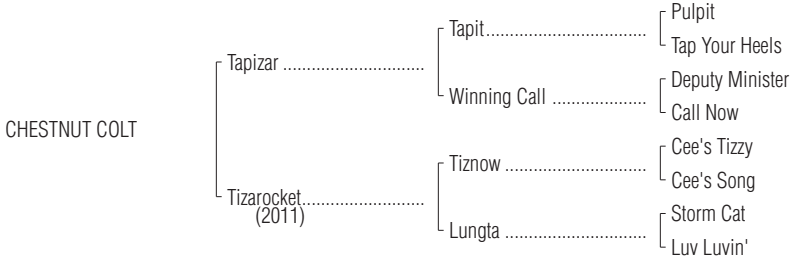 Pulpit
Tapit
Tap Your Heels
Tapizar
Deputy Minister
Winning Call
Call Now
CHESTNUT COLT
Cee's Tizzy
Tiznow
Cee's Song
Tizarocket
(2011)
Storm Cat
Lungta
Luv Luvin'